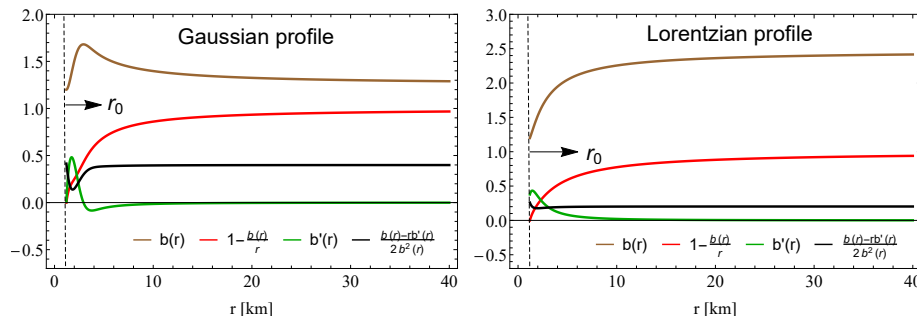 Gaussian profile
2.0
1.5
1.0
0.5
0.0
−0.5
r₀
b(r) 1−b(r)/r b'(r) b(r)−rb'(r)/2b²(r)
0 10 20 30 40
r [km]
Lorentzian profile
3.0
2.5
2.0
1.5
1.0
0.5
0.0
−0.5
r₀
b(r) 1−b(r)/r b'(r) b(r)−rb'(r)/2b²(r)
0 10 20 30 40
r [km]